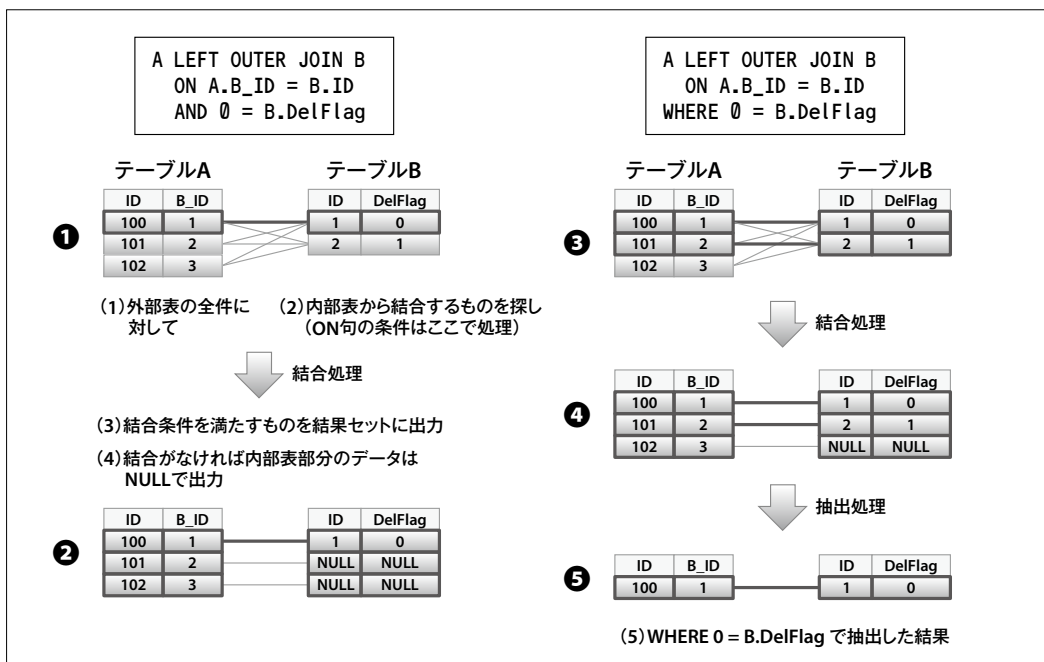 A LEFT OUTER JOIN B
ON A.B_ID = B.ID
AND 0 = B.DelFlag
テーブルA テーブルB
ID B_ID ID DelFlag
❶
100 1 1 0
101 2 2 1
102 3
(1)外部表の全件に
対して
(2)内部表から結合するものを探し
(ON句の条件はここで処理)
結合処理
(3)結合条件を満たすものを結果セットに出力
(4)結合がなければ内部表部分のデータは
NULLで出力
❷
ID B_ID ID DelFlag
100 1 1 0
101 2 NULL NULL
102 3 NULL NULL
A LEFT OUTER JOIN B
ON A.B_ID = B.ID
WHERE 0 = B.DelFlag
テーブルA テーブルB
❸
ID B_ID ID DelFlag
100 1 1 0
101 2 2 1
102 3
結合処理
❹
ID B_ID ID DelFlag
100 1 1 0
101 2 2 1
102 3 NULL NULL
抽出処理
❺
ID B_ID ID DelFlag
100 1 1 0
(5)WHERE 0 = B.DelFlag で抽出した結果